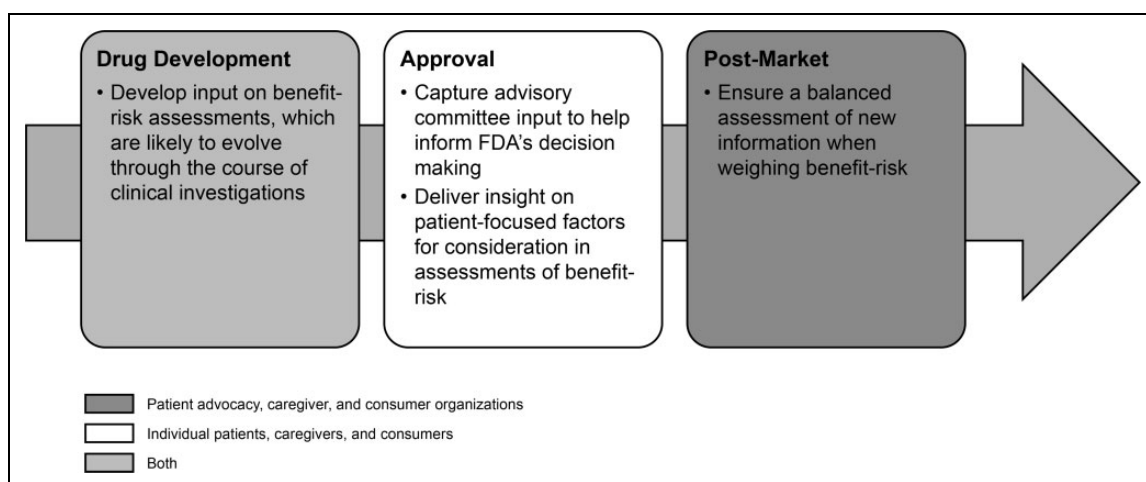 Drug Development
• Develop input on benefit-
risk assessments, which
are likely to evolve
through the course of
clinical investigations
Approval
• Capture advisory
committee input to help
inform FDA’s decision
making
• Deliver insight on
patient-focused factors
for consideration in
assessments of benefit-
risk
Post-Market
• Ensure a balanced
assessment of new
information when
weighing benefit-risk
Patient advocacy, caregiver, and consumer organizations
Individual patients, caregivers, and consumers
Both